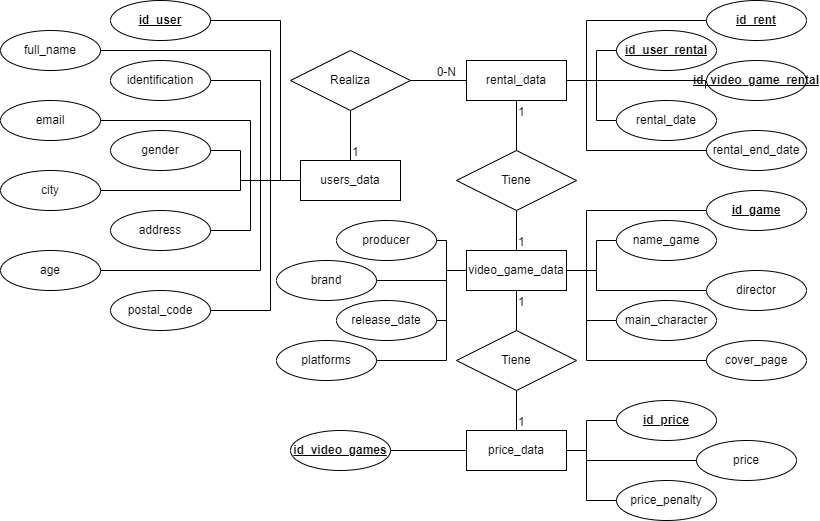 id_user
id_rent
full_name
id_user_rental
identification
Realiza
0-N
rental_data
id_video_game_rental
email
1
rental_date
gender
1
rental_end_date
users_data
Tiene
city
id_game
address
producer
1
name_game
age
brand
video_game_data
director
postal_code
release_date
1
main_character
platforms
Tiene
cover_page
id_price
1
id_video_games
price_data
price
price_penalty